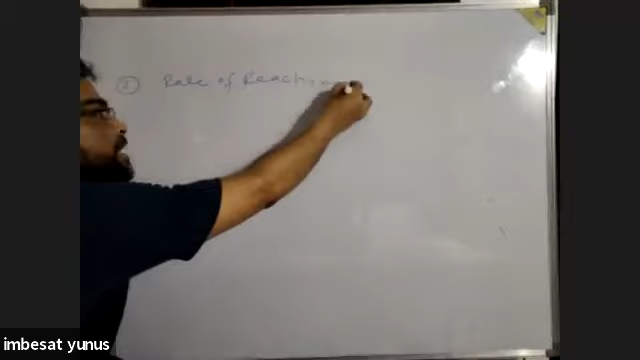 ① Rate of Reaction
imbesat yunus